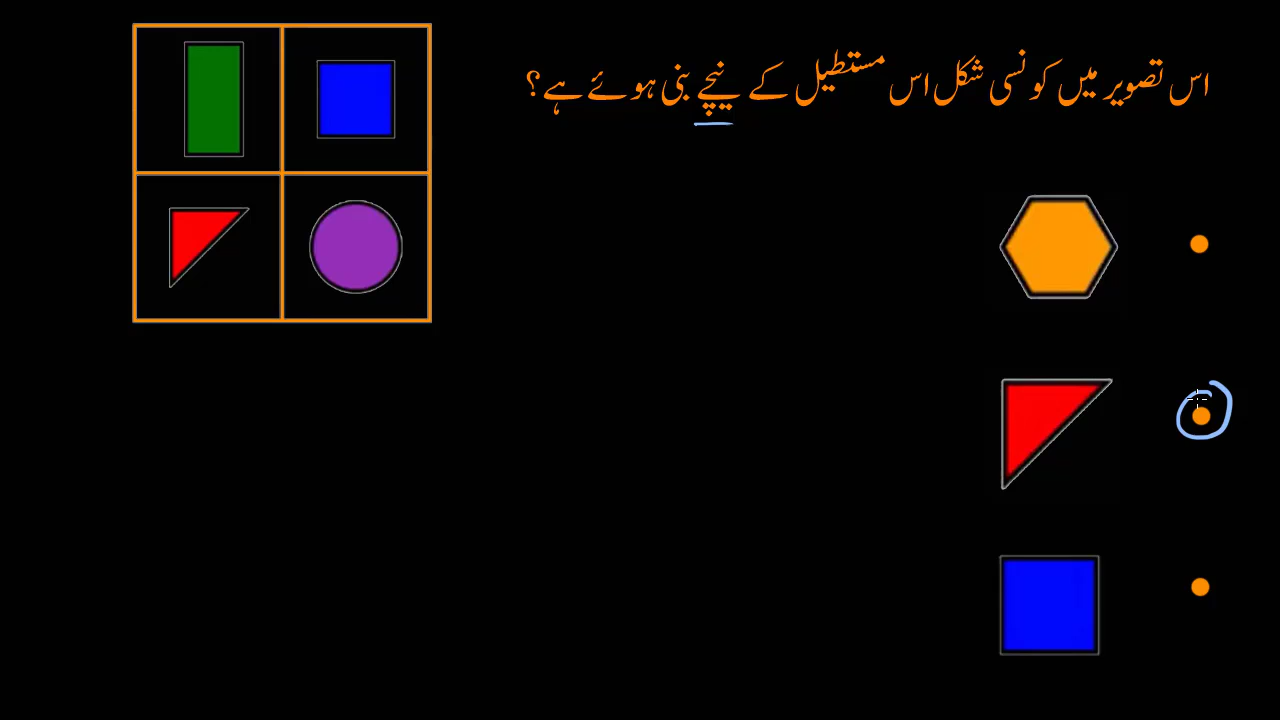 اس تصویر میں کونسی شکل اس مستطیل کے نیچے بنی ہوئے ہے؟